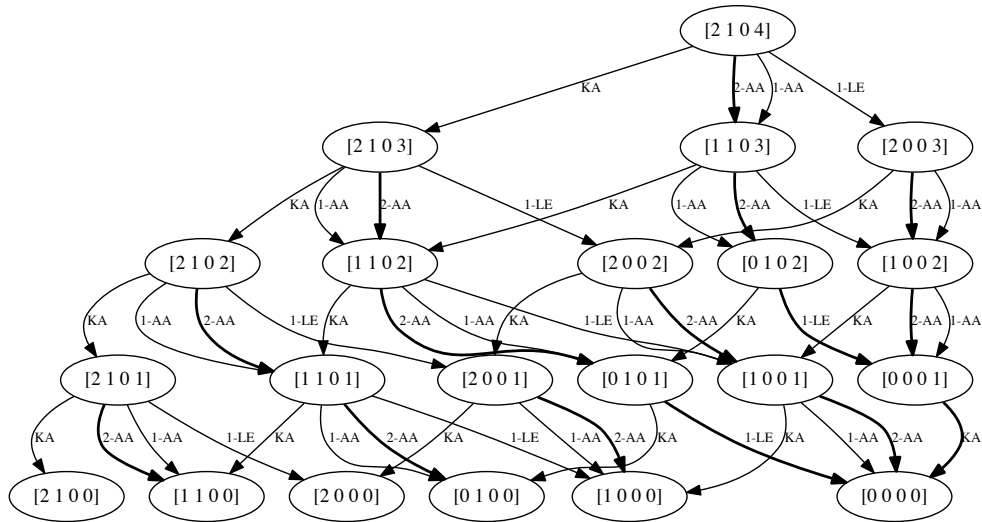 [2 1 0 4]
KA 2-AA 1-AA 1-LE
[2 1 0 3] [1 1 0 3] [2 0 0 3]
KA 1-AA 2-AA 1-LE KA 1-AA 2-AA 1-LE KA 2-AA 1-AA
[2 1 0 2] [1 1 0 2] [2 0 0 2] [0 1 0 2] [1 0 0 2]
KA 1-AA 2-AA 1-LE KA 2-AA 1-AA KA 1-LE 1-AA 2-AA KA 1-LE KA 2-AA 1-AA
[2 1 0 1] [1 1 0 1] [2 0 0 1] [0 1 0 1] [1 0 0 1] [0 0 0 1]
KA 2-AA 1-AA 1-LE KA 1-AA 2-AA KA 1-LE 1-AA 2-AA KA 1-LE KA 1-AA 2-AA KA
[2 1 0 0] [1 1 0 0] [2 0 0 0] [0 1 0 0] [1 0 0 0] [0 0 0 0]